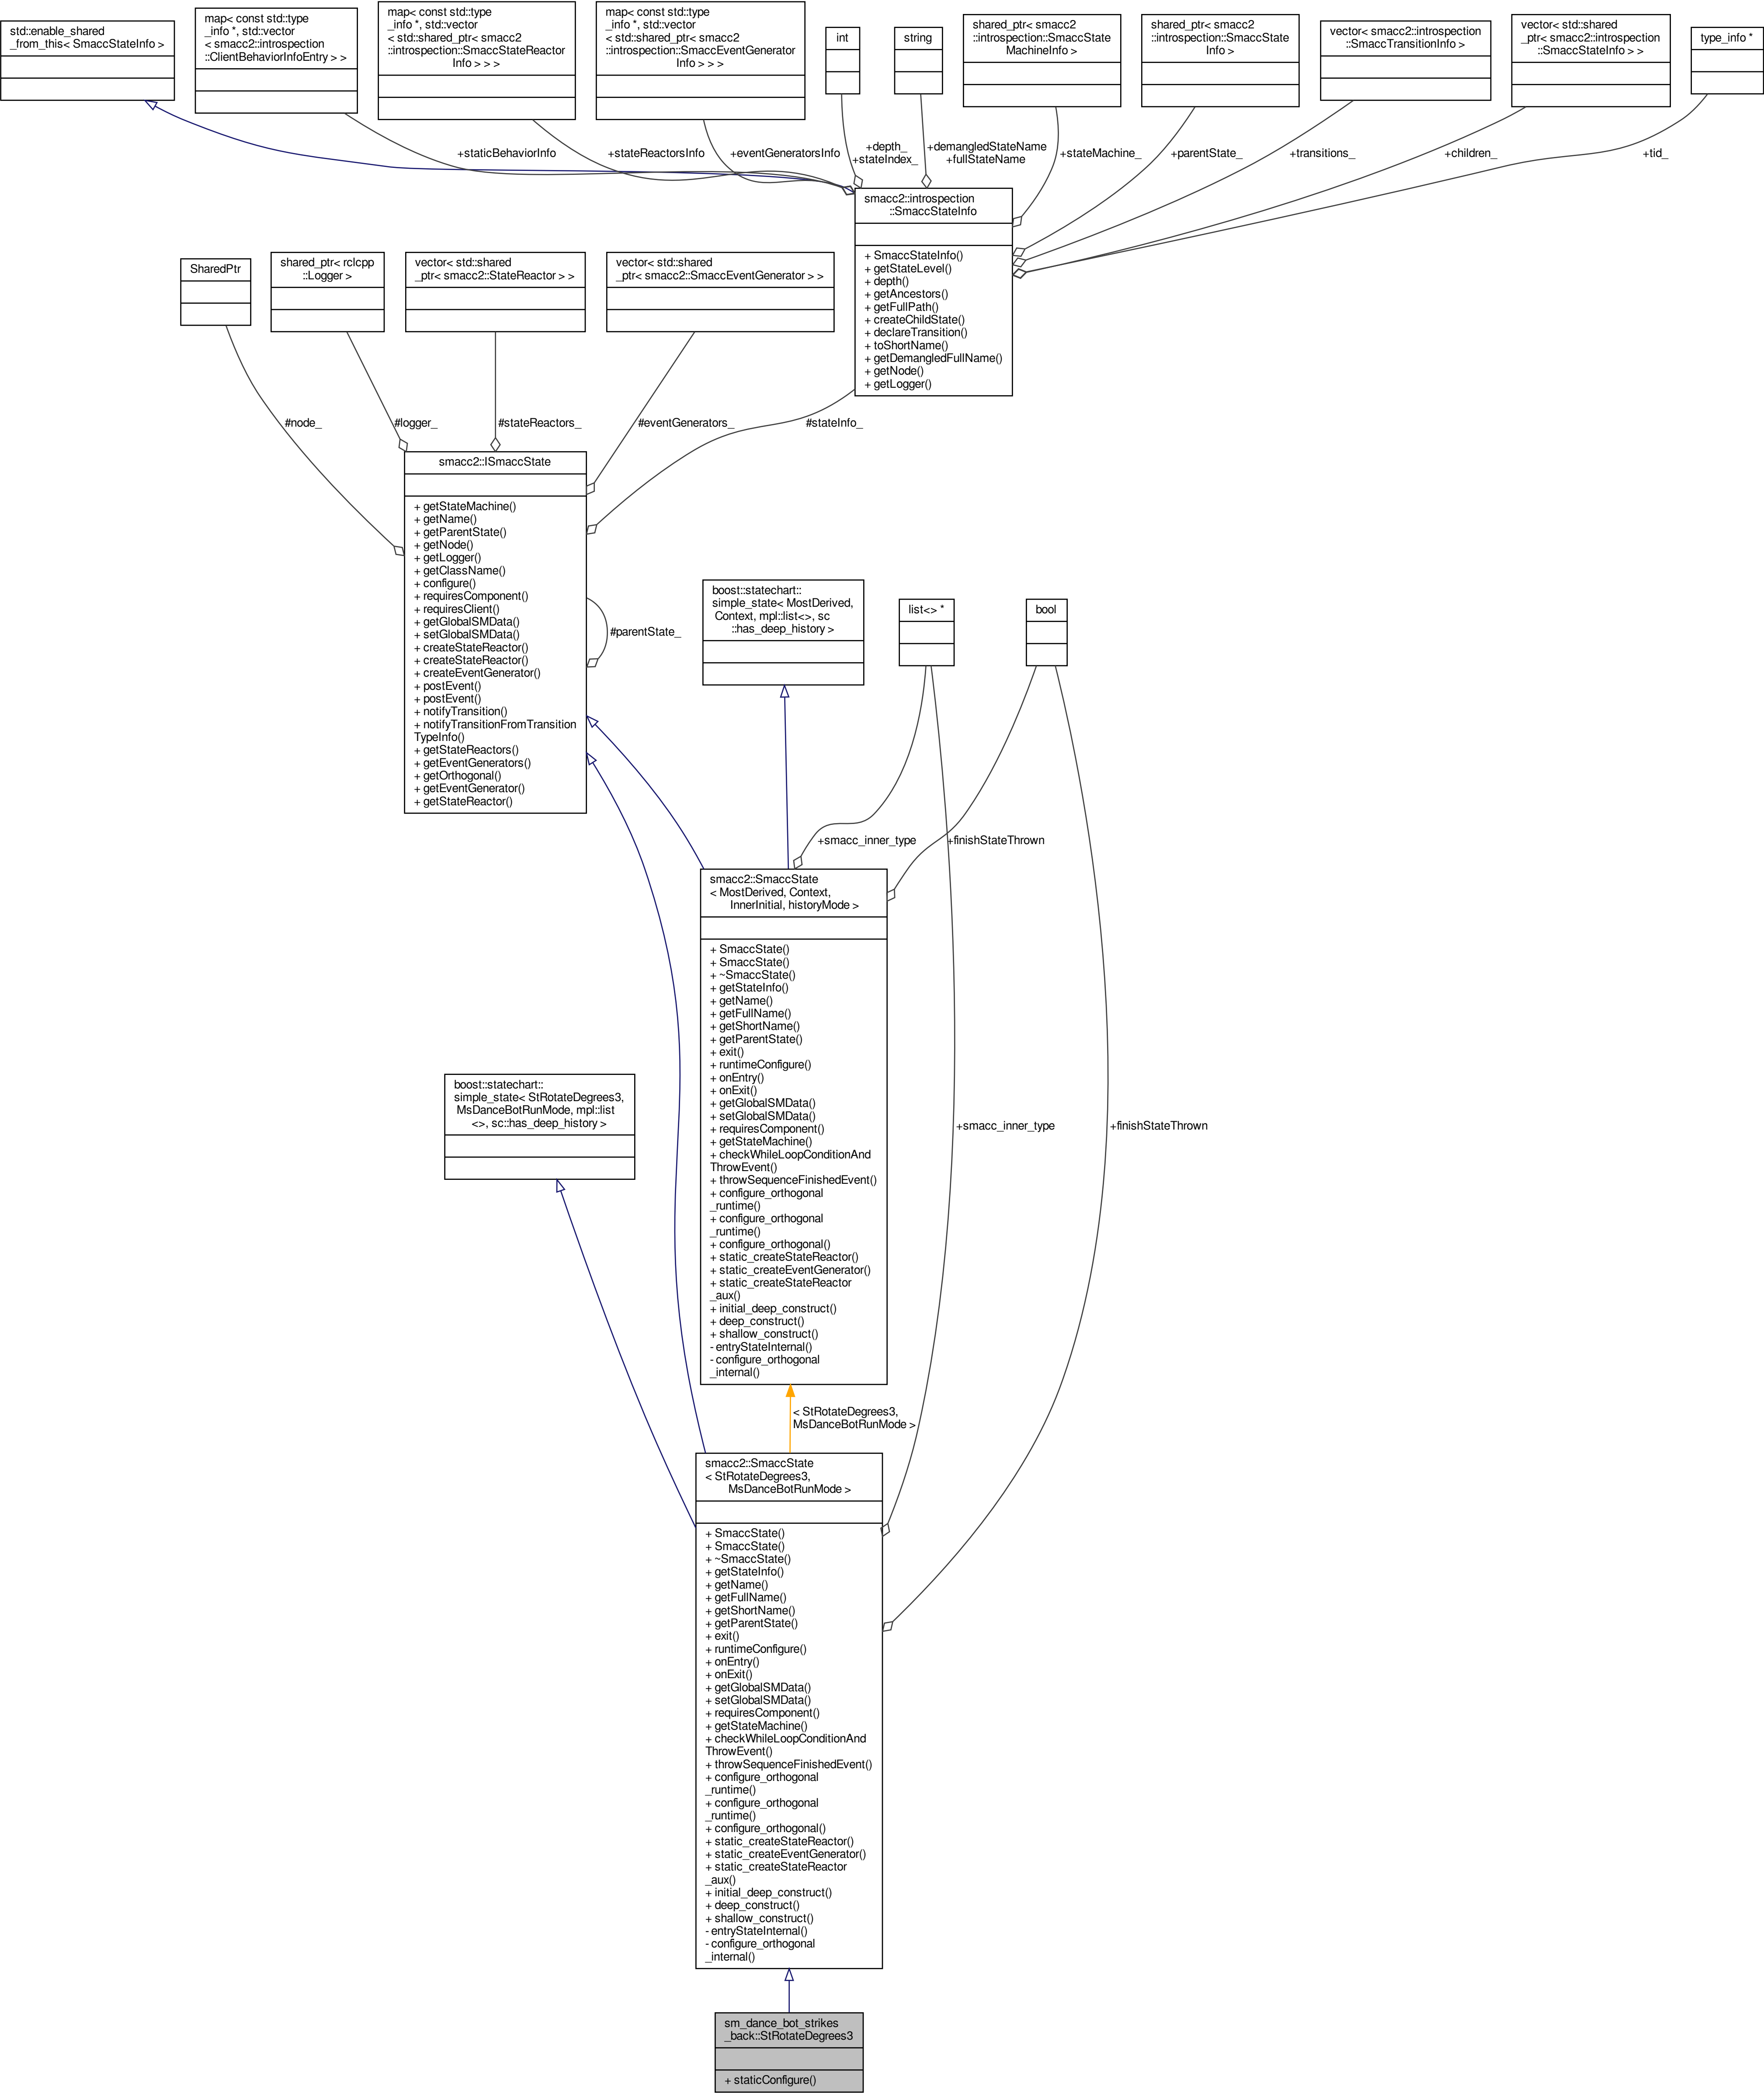 std::enable_shared
_from_this< SmaccStateInfo >
map< const std::type
_info *, std::vector
< smacc2::introspection
::ClientBehaviorInfoEntry > >
map< const std::type
_info *, std::vector
< std::shared_ptr< smacc2
::introspection::SmaccStateReactor
Info > > >
map< const std::type
_info *, std::vector
< std::shared_ptr< smacc2
::introspection::SmaccEventGenerator
Info > > >
int
string
shared_ptr< smacc2
::introspection::SmaccState
MachineInfo >
shared_ptr< smacc2
::introspection::SmaccState
Info >
vector< smacc2::introspection
::SmaccTransitionInfo >
vector< std::shared
_ptr< smacc2::introspection
::SmaccStateInfo > >
type_info *
+staticBehaviorInfo
+stateReactorsInfo
+eventGeneratorsInfo
+depth_
+stateIndex_
+demangledStateName
+fullStateName
+stateMachine_
+parentState_
+transitions_
+children_
+tid_
smacc2::introspection
::SmaccStateInfo
+ SmaccStateInfo()
+ getStateLevel()
+ depth()
+ getAncestors()
+ getFullPath()
+ createChildState()
+ declareTransition()
+ toShortName()
+ getDemangledFullName()
+ getNode()
+ getLogger()
SharedPtr
shared_ptr< rclcpp
::Logger >
vector< std::shared
_ptr< smacc2::StateReactor > >
vector< std::shared
_ptr< smacc2::SmaccEventGenerator > >
#node_
#logger_
#stateReactors_
#eventGenerators_
#stateInfo_
smacc2::ISmaccState
+ getStateMachine()
+ getName()
+ getParentState()
+ getNode()
+ getLogger()
+ getClassName()
+ configure()
+ requiresComponent()
+ requiresClient()
+ getGlobalSMData()
+ setGlobalSMData()
+ createStateReactor()
+ createStateReactor()
+ createEventGenerator()
+ postEvent()
+ postEvent()
+ notifyTransition()
+ notifyTransitionFromTransition
TypeInfo()
+ getStateReactors()
+ getEventGenerators()
+ getOrthogonal()
+ getEventGenerator()
+ getStateReactor()
#parentState_
boost::statechart::
simple_state< MostDerived,
Context, mpl::list<>, sc
::has_deep_history >
list<> *
bool
+smacc_inner_type
+finishStateThrown
smacc2::SmaccState
< MostDerived, Context,
InnerInitial, historyMode >
+ SmaccState()
+ SmaccState()
+ ~SmaccState()
+ getStateInfo()
+ getName()
+ getFullName()
+ getShortName()
+ getParentState()
+ exit()
+ runtimeConfigure()
+ onEntry()
+ onExit()
+ getGlobalSMData()
+ setGlobalSMData()
+ requiresComponent()
+ getStateMachine()
+ checkWhileLoopConditionAnd
ThrowEvent()
+ throwSequenceFinishedEvent()
+ configure_orthogonal
_runtime()
+ configure_orthogonal
_runtime()
+ configure_orthogonal()
+ static_createStateReactor()
+ static_createEventGenerator()
+ static_createStateReactor
_aux()
+ initial_deep_construct()
+ deep_construct()
+ shallow_construct()
- entryStateInternal()
- configure_orthogonal
_internal()
boost::statechart::
simple_state< StRotateDegrees3,
MsDanceBotRunMode, mpl::list
<>, sc::has_deep_history >
+smacc_inner_type
+finishStateThrown
< StRotateDegrees3,
MsDanceBotRunMode >
smacc2::SmaccState
< StRotateDegrees3,
MsDanceBotRunMode >
+ SmaccState()
+ SmaccState()
+ ~SmaccState()
+ getStateInfo()
+ getName()
+ getFullName()
+ getShortName()
+ getParentState()
+ exit()
+ runtimeConfigure()
+ onEntry()
+ onExit()
+ getGlobalSMData()
+ setGlobalSMData()
+ requiresComponent()
+ getStateMachine()
+ checkWhileLoopConditionAnd
ThrowEvent()
+ throwSequenceFinishedEvent()
+ configure_orthogonal
_runtime()
+ configure_orthogonal
_runtime()
+ configure_orthogonal()
+ static_createStateReactor()
+ static_createEventGenerator()
+ static_createStateReactor
_aux()
+ initial_deep_construct()
+ deep_construct()
+ shallow_construct()
- entryStateInternal()
- configure_orthogonal
_internal()
sm_dance_bot_strikes
_back::StRotateDegrees3
+ staticConfigure()